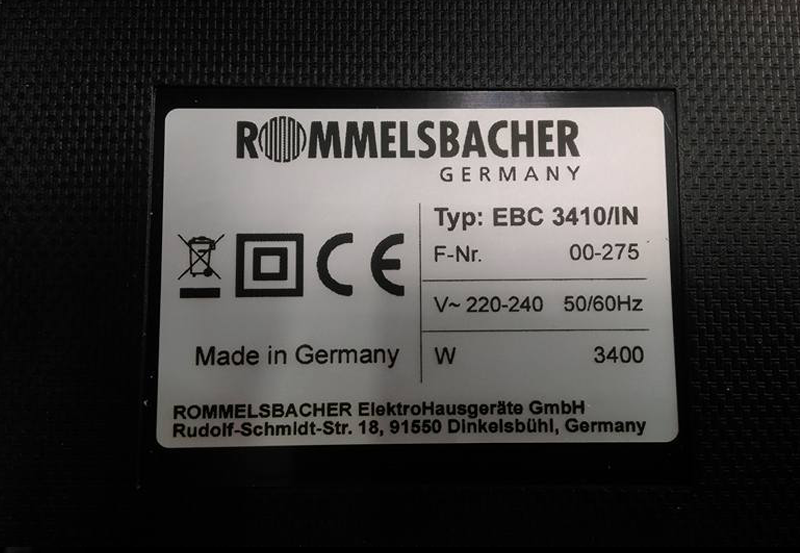 ROMMELSBACHER
GERMANY
Typ: EBC 3410/IN
F-Nr. 00-275
V~ 220-240 50/60Hz
CE
Made in Germany
W 3400
ROMMELSBACHER ElektroHausgeräte GmbH
Rudolf-Schmidt-Str. 18, 91550 Dinkelsbühl, Germany